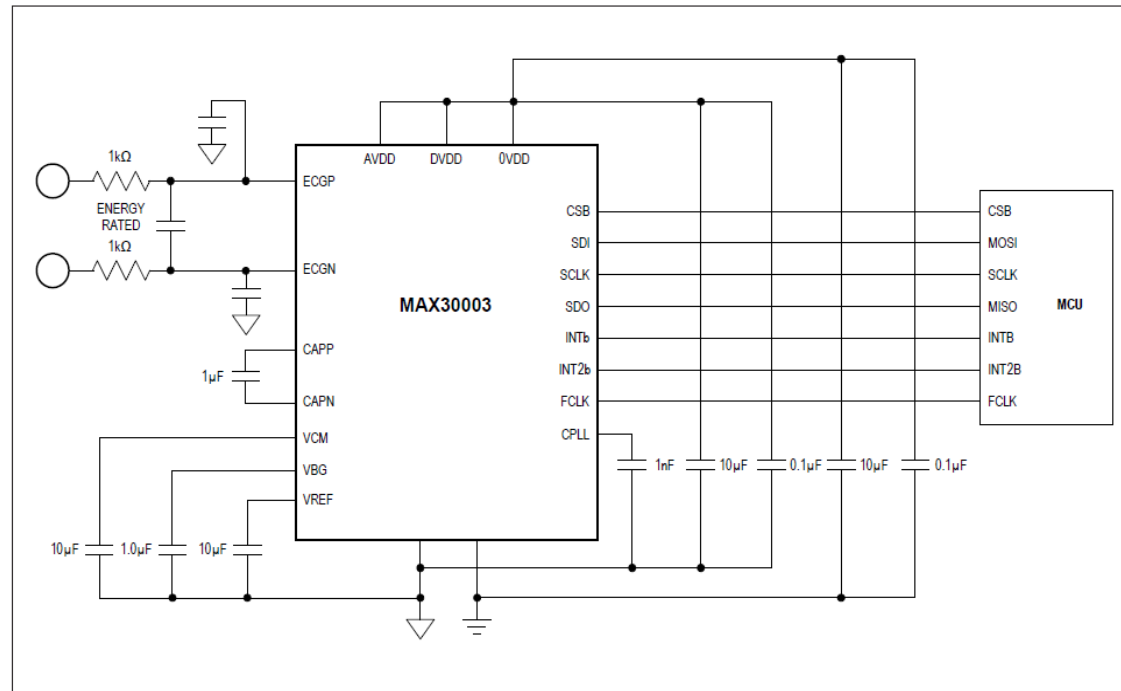 AVDD
DVDD
0VDD
1kΩ
ECGP
ENERGY
RATED
1kΩ
ECGN
MAX30003
CSB
CSB
SDI
MOSI
SCLK
SCLK
SDO
MISO
MCU
INTb
INTB
INT2b
INT2B
FCLK
FCLK
CAPP
1µF
CAPN
CPLL
VCM
VBG
VREF
1nF
10µF
0.1µF
10µF
0.1µF
10µF
1.0µF
10µF